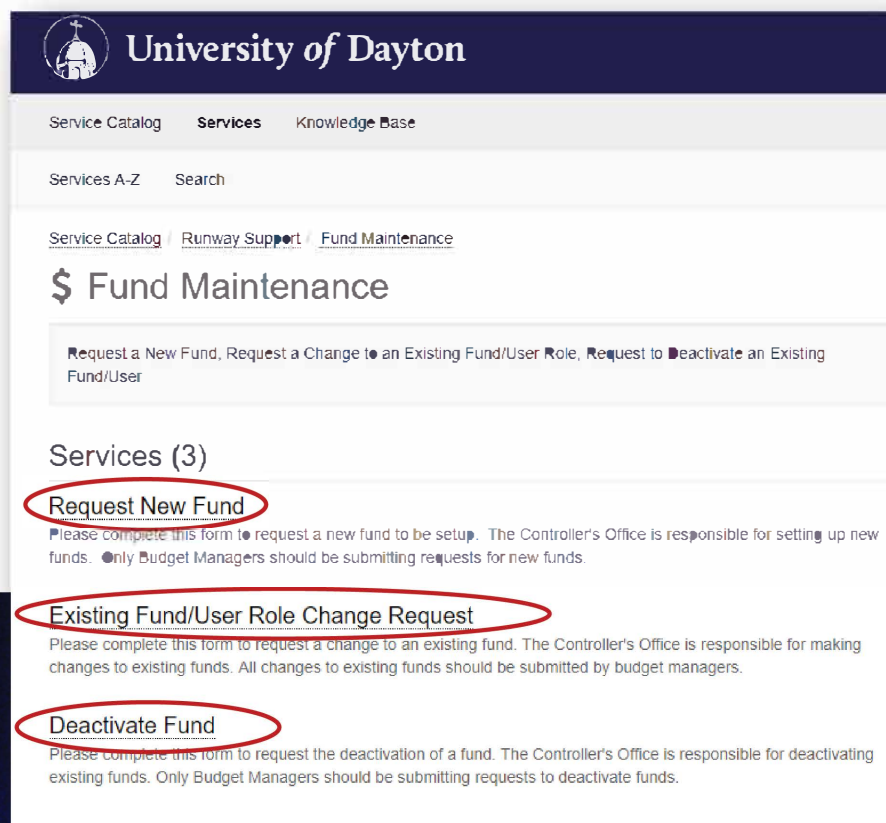 University of Dayton
Service Catalog Services Knowledge Base
Services A-Z Search
Service Catalog / Runway Support / Fund Maintenance
$ Fund Maintenance
Request a New Fund, Request a Change to an Existing Fund/User Role, Request to Deactivate an Existing
Fund/User
Services (3)
Request New Fund
Please complete this form to request a new fund to be setup. The Controller's Office is responsible for setting up new
funds. Only Budget Managers should be submitting requests for new funds.
Existing Fund/User Role Change Request
Please complete this form to request a change to an existing fund. The Controller's Office is responsible for making
changes to existing funds. All changes to existing funds should be submitted by budget managers.
Deactivate Fund
Please complete this form to request the deactivation of a fund. The Controller's Office is responsible for deactivating
existing funds. Only Budget Managers should be submitting requests to deactivate funds.